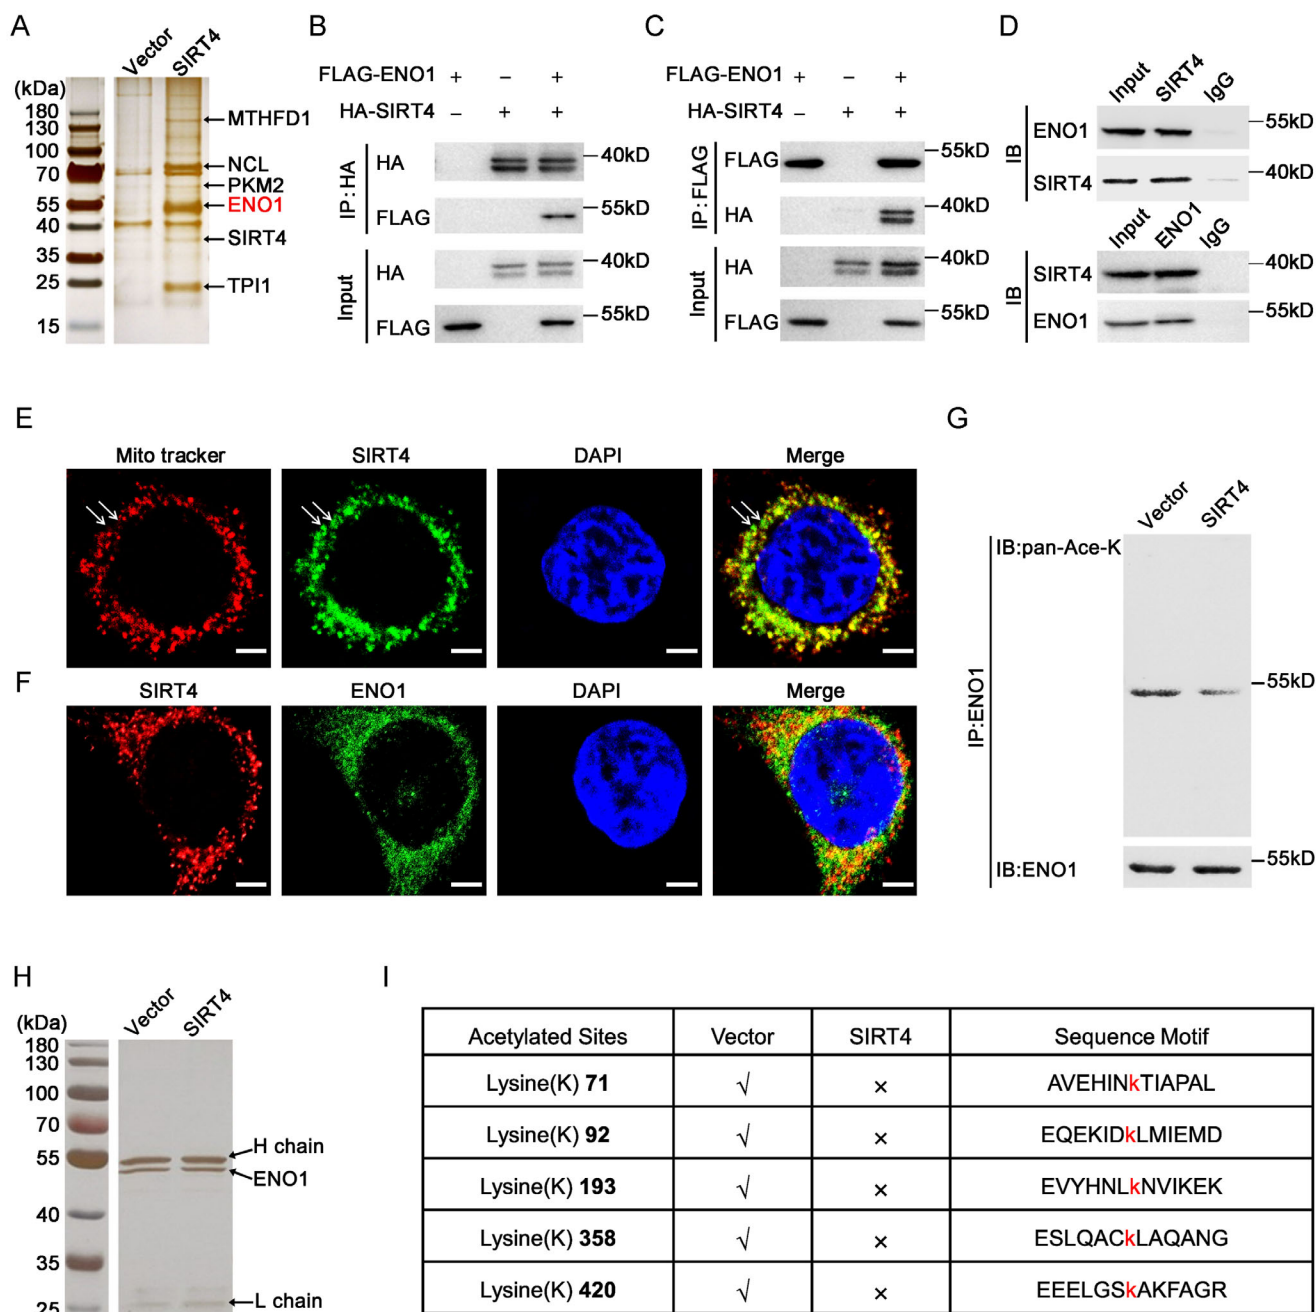 A
Vector
SIRT4
(kDa)
180
130
100
70
55
40
35
25
15
MTHFD1
NCL
PKM2
ENO1
SIRT4
TPI1
B
FLAG-ENO1 + – +
HA-SIRT4 – + +
IP:HA
HA
40kD
FLAG
55kD
Input
HA
40kD
FLAG
55kD
C
FLAG-ENO1 + – +
HA-SIRT4 – + +
IP:FLAG
FLAG
55kD
HA
40kD
Input
HA
40kD
FLAG
55kD
D
Input
SIRT4
IgG
IB
ENO1
55kD
SIRT4
40kD
Input
ENO1
IgG
IB
SIRT4
40kD
ENO1
55kD
E
Mito tracker
SIRT4
DAPI
Merge
F
SIRT4
ENO1
DAPI
Merge
G
Vector
SIRT4
IP:ENO1
IB:pan-Ace-K
55kD
IB:ENO1
55kD
H
Vector
SIRT4
(kDa)
180
130
100
70
55
40
35
25
H chain
ENO1
L chain
I
Acetylated Sites Vector SIRT4 Sequence Motif
Lysine(K) 71 √ × AVEHINkTIAPAL
Lysine(K) 92 √ × EQEKIDkLMIEMD
Lysine(K) 193 √ × EVYHNLkNVIKEK
Lysine(K) 358 √ × ESLQACkLAQANG
Lysine(K) 420 √ × EEELGSkAKFAGR